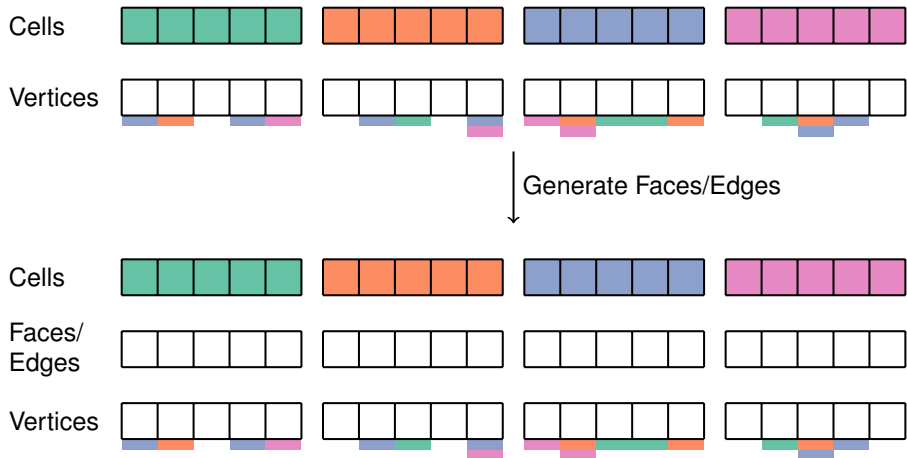 Cells
Vertices
Generate Faces/Edges
Cells
Faces/
Edges
Vertices